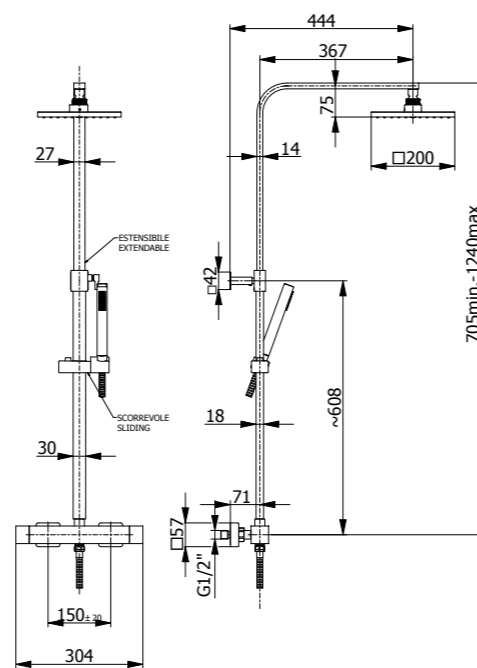 444
367
75
27
14
□200
ESTENSIBILE
EXTENDABLE
□42
705min.-1240max
~608
SCORREVOLE
SLIDING
18
30
71
□57
G1/2"
150±20
304